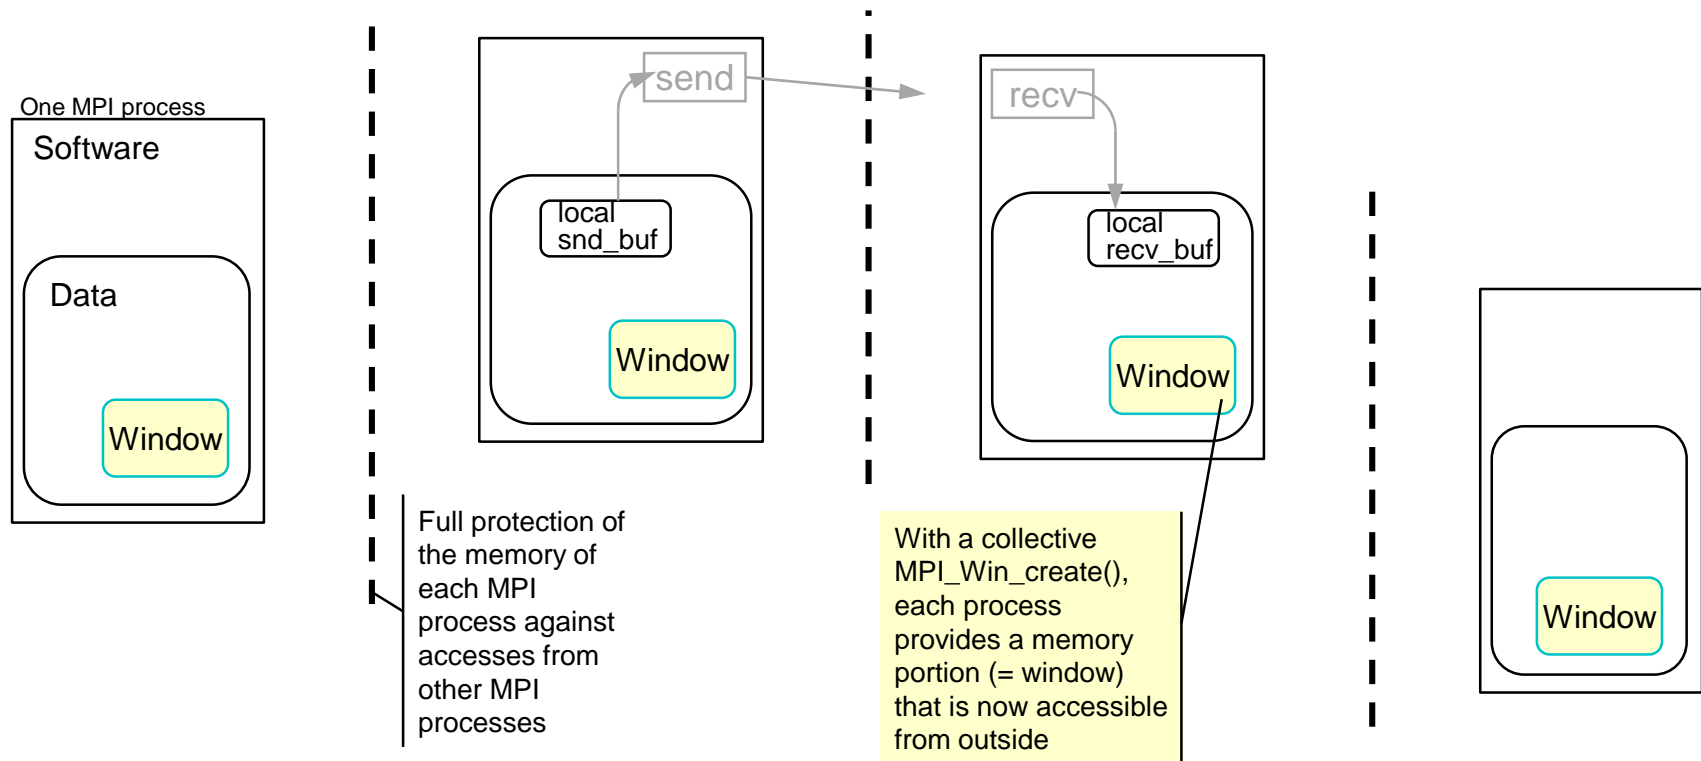 One MPI process
Software
Data
Window
send
local
snd_buf
Window
Full protection of
the memory of
each MPI
process against
accesses from
other MPI
processes
recv
local
recv_buf
Window
With a collective
MPI_Win_create(),
each process
provides a memory
portion (= window)
that is now accessible
from outside
Window